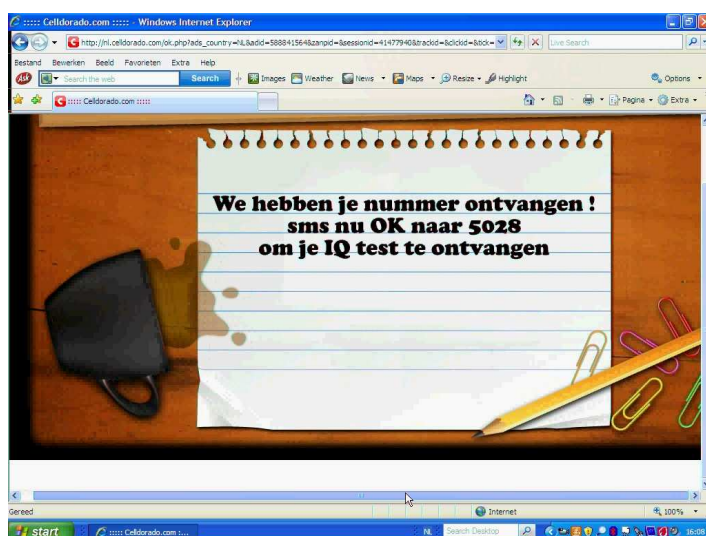 ::::: Celldorado.com ::::: - Windows Internet Explorer
http://nl.celldorado.com/ok.php?ads_country=NL&adid=588841564&zanpid=&sessionid=41477940&trackid=&clickid=&tick=
Live Search
Bestand Bewerken Beeld Favorieten Extra Help
Ask Search the web Search Images Weather News Maps Resize Highlight Options
::::: Celldorado.com :::::
Pagina Extra
We hebben je nummer ontvangen !
sms nu OK naar 5028
om je IQ test te ontvangen
Gereed Internet 100%
start ::::: Celldorado.com :... NL Search Desktop 16:08